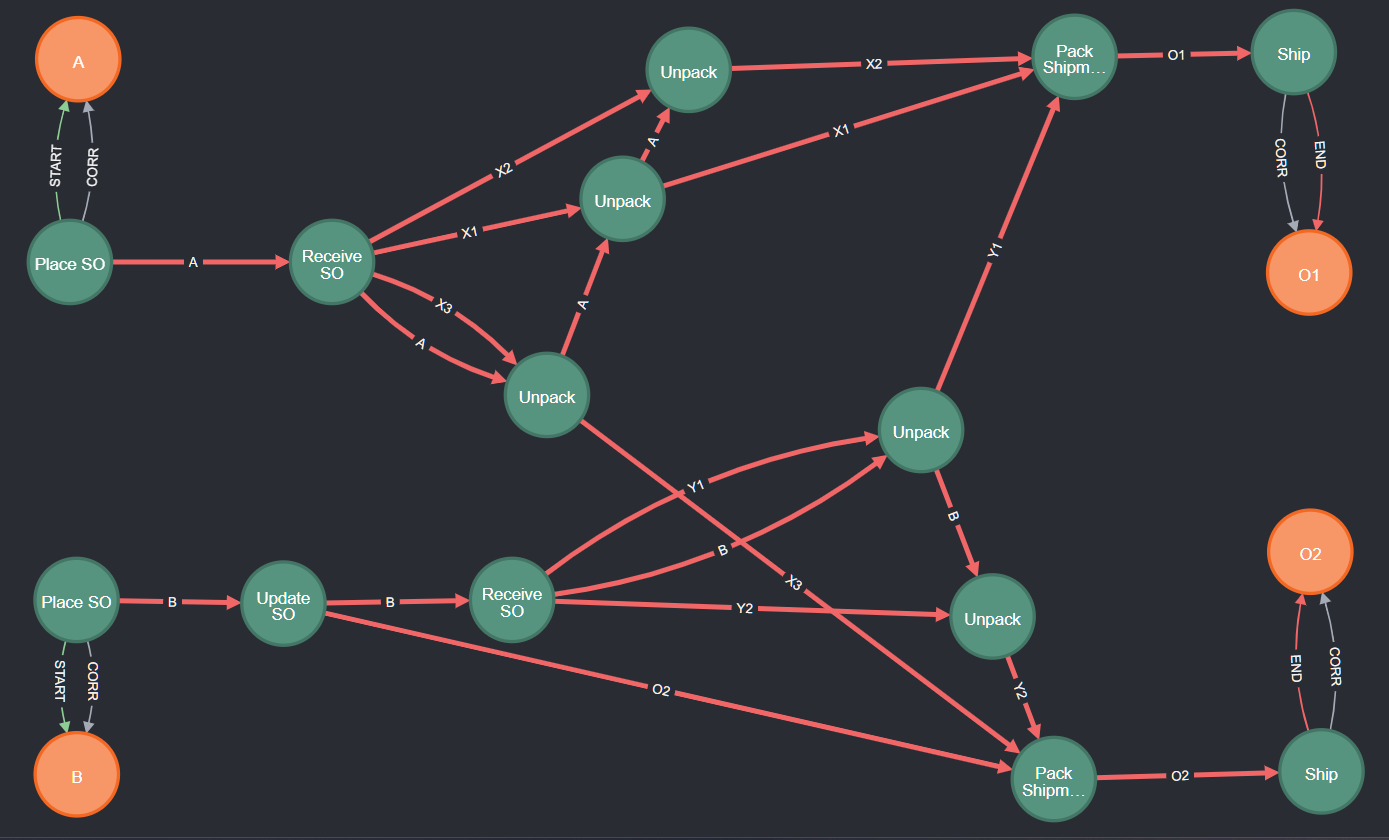 A
Unpack
X2
Pack
Shipm...
O1
Ship
START
CORR
X2
A
X1
CORR
END
Unpack
Place SO
A
Receive
SO
X1
Y1
O1
X3
A
A
Unpack
Unpack
Y1
B
B
X3
O2
Place SO
B
Update
SO
B
Receive
SO
Y2
Unpack
START
CORR
O2
Y2
END
CORR
B
Pack
Shipm...
O2
Ship